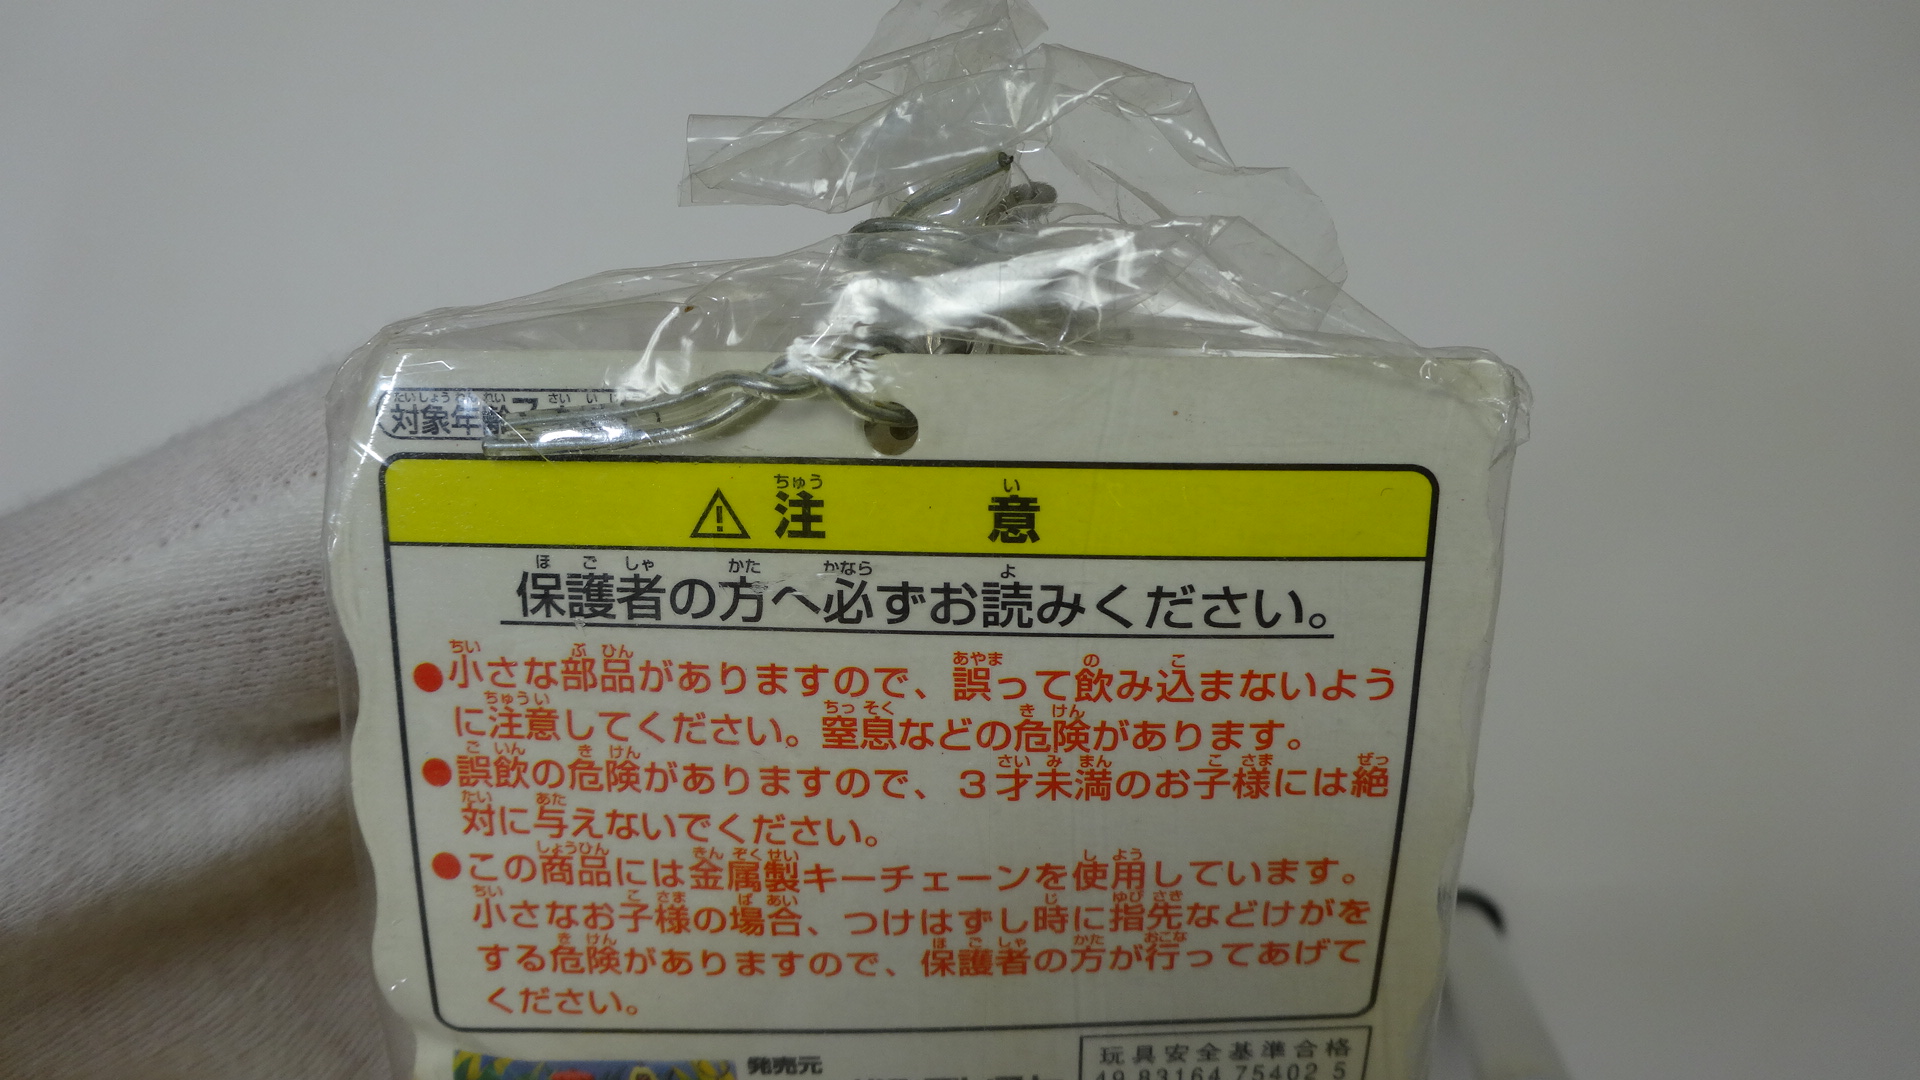 対象年齢
⚠注意
保護者の方へ必ずお読みください。
●小さな部品がありますので、誤って飲み込まないよう
に注意してください。窒息などの危険があります。
●誤飲の危険がありますので、3才未満のお子様には絶
対に与えないでください。
●この商品には金属製キーチェーンを使用しています。
小さなお子様の場合、つけはずし時に指先などけがを
する危険がありますので、保護者の方が行ってあげて
ください。
発売元
玩具安全基準合格
49 83164 75402 5